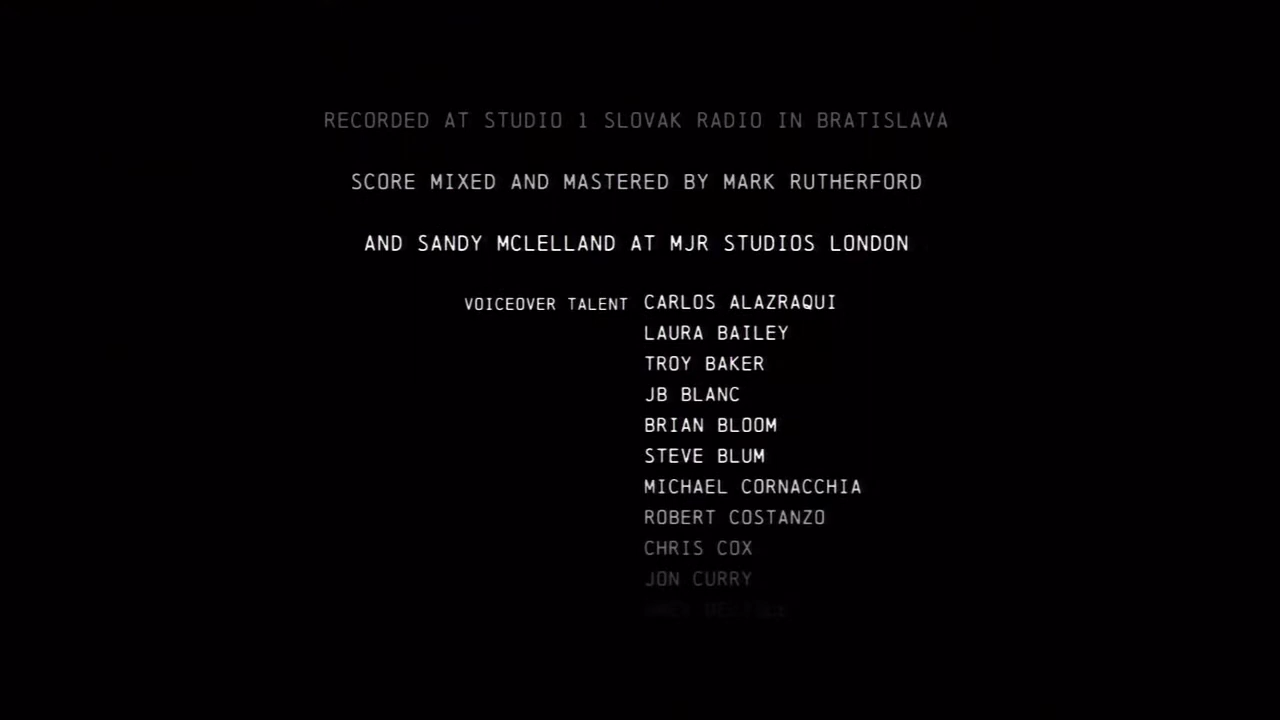 RECORDED AT STUDIO 1 SLOVAK RADIO IN BRATISLAVA
SCORE MIXED AND MASTERED BY MARK RUTHERFORD
AND SANDY MCLELLAND AT MJR STUDIOS LONDON
VOICEOVER TALENT CARLOS ALAZRAQUI
LAURA BAILEY
TROY BAKER
JB BLANC
BRIAN BLOOM
STEVE BLUM
MICHAEL CORNACCHIA
ROBERT COSTANZO
CHRIS COX
JON CURRY